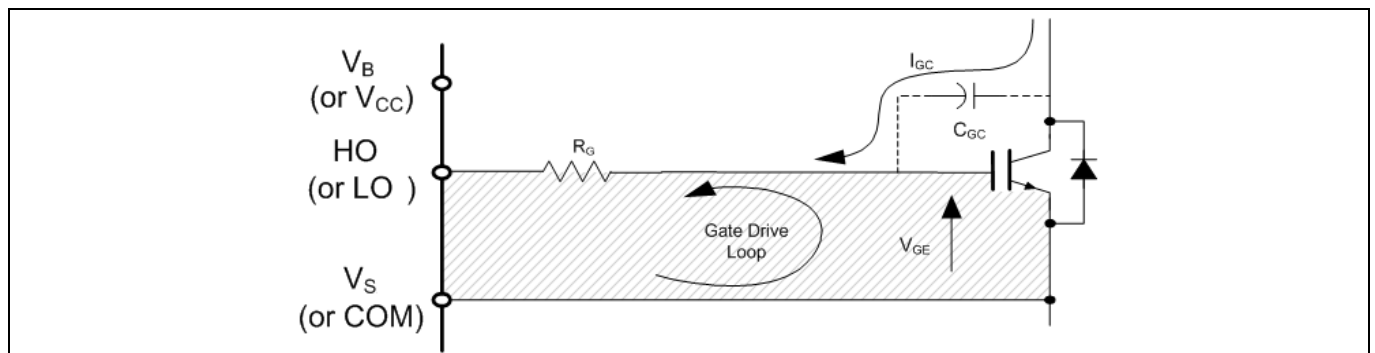 V_B
(or V_CC)
HO
(or LO )
V_S
(or COM)
R_G
I_GC
C_GC
Gate Drive
Loop
V_GE